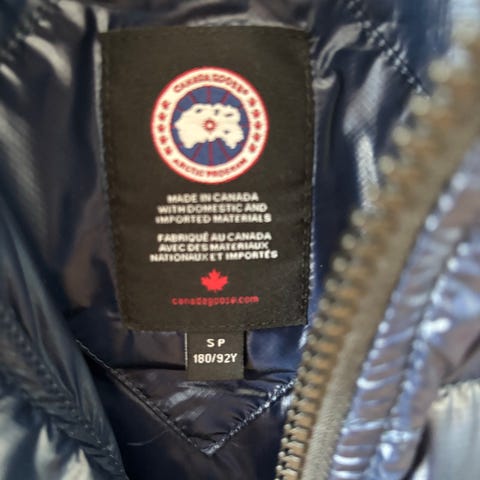 CANADA GOOSE®
ARCTIC PROGRAM
MADE IN CANADA
WITH DOMESTIC AND
IMPORTED MATERIALS
FABRIQUÉ AU CANADA
AVEC DES MATERIAUX
NATIONAUX ET IMPORTÉS
canadagoose.com
S P
180/92Y